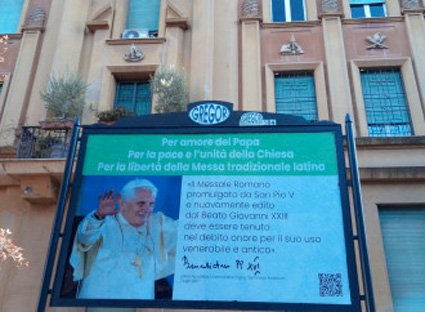 IGREGOR
Per amore del Papa
Per la pace e l'unità della Chiesa
Per la libertà della Messa tradizionale latina
«Il Messale Romano
promulgato da San Pio V
e nuovamente edito
dal Beato Giovanni XXIII
deve essere tenuto
nel debito onore per il suo uso
venerabile e antico».
Benedictus PP XVI